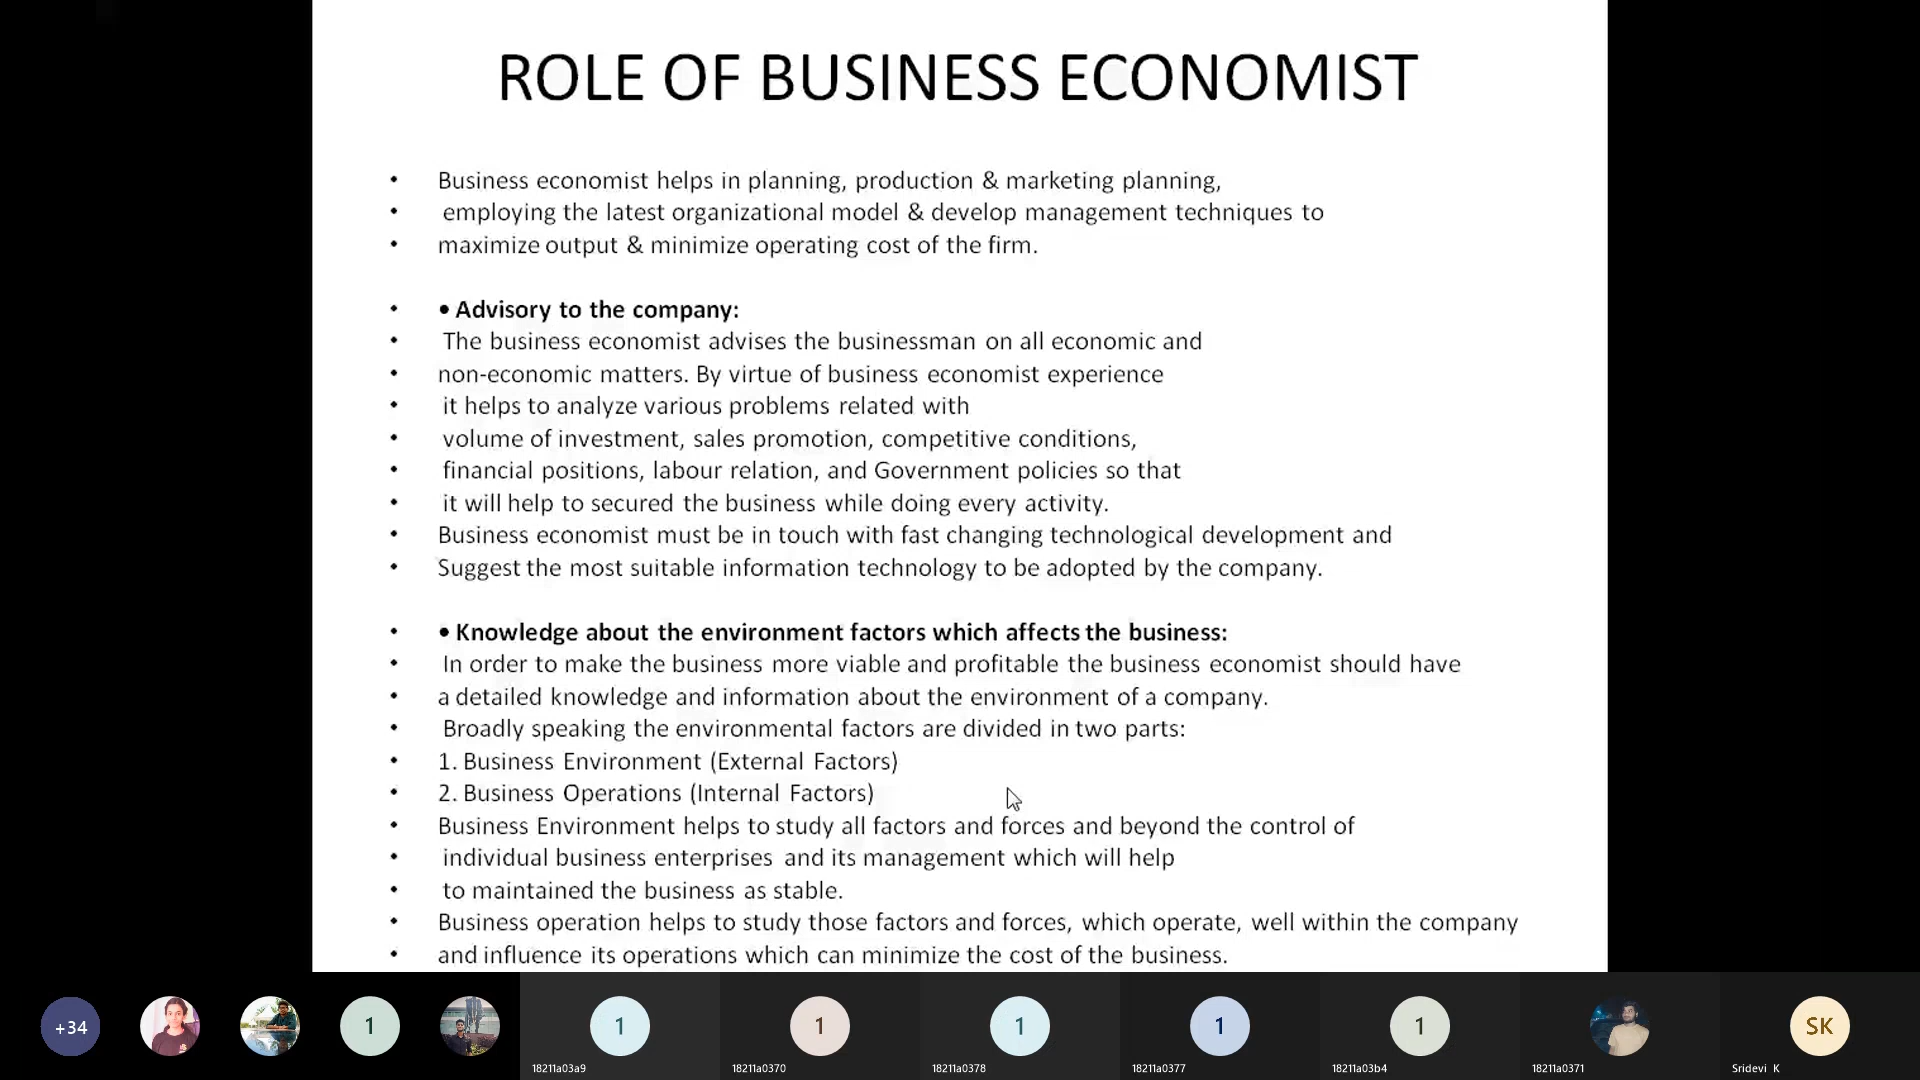 ROLE OF BUSINESS ECONOMIST
• Business economist helps in planning, production & marketing planning,
• employing the latest organizational model & develop management techniques to
• maximize output & minimize operating cost of the firm.
• • Advisory to the company:
• The business economist advises the businessman on all economic and
• non-economic matters. By virtue of business economist experience
• it helps to analyze various problems related with
• volume of investment, sales promotion, competitive conditions,
• financial positions, labour relation, and Government policies so that
• it will help to secured the business while doing every activity.
• Business economist must be in touch with fast changing technological development and
• Suggest the most suitable information technology to be adopted by the company.
• • Knowledge about the environment factors which affects the business:
• In order to make the business more viable and profitable the business economist should have
• a detailed knowledge and information about the environment of a company.
• Broadly speaking the environmental factors are divided in two parts:
• 1. Business Environment (External Factors)
• 2. Business Operations (Internal Factors)
• Business Environment helps to study all factors and forces and beyond the control of
• individual business enterprises and its management which will help
• to maintained the business as stable.
• Business operation helps to study those factors and forces, which operate, well within the company
• and influence its operations which can minimize the cost of the business.
+34 1 1 1 1 1 1 SK
18211a03a9 18211a0370 18211a0378 18211a0377 18211a03b4 18211a0371 Sridevi K